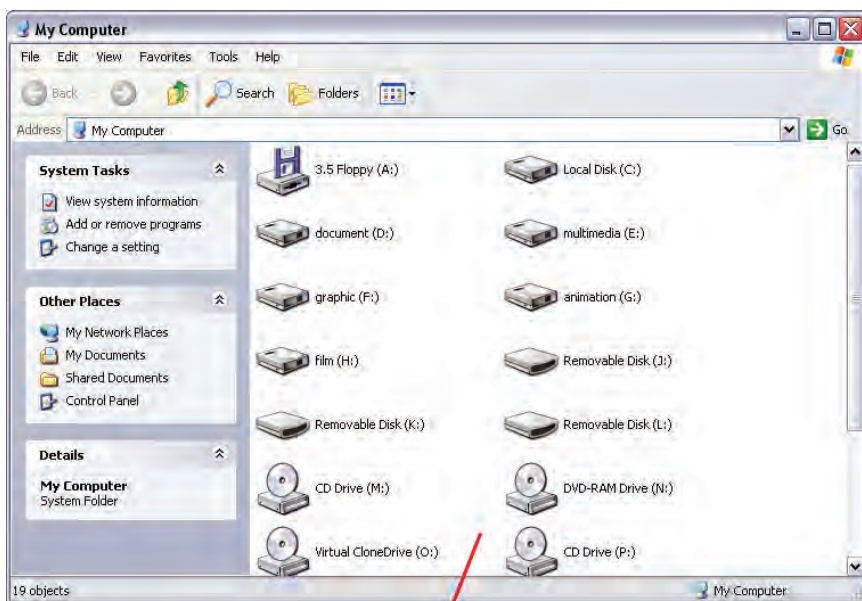 My Computer
File Edit View Favorites Tools Help
Back Search Folders
Address My Computer Go
System Tasks
View system information
Add or remove programs
Change a setting
Other Places
My Network Places
My Documents
Shared Documents
Control Panel
Details
My Computer
System Folder
3.5 Floppy (A:) Local Disk (C:)
document (D:) multimedia (E:)
graphic (F:) animation (G:)
film (H:) Removable Disk (J:)
Removable Disk (K:) Removable Disk (L:)
CD Drive (M:) DVD-RAM Drive (N:)
Virtual CloneDrive (O:) CD Drive (P:)
19 objects My Computer